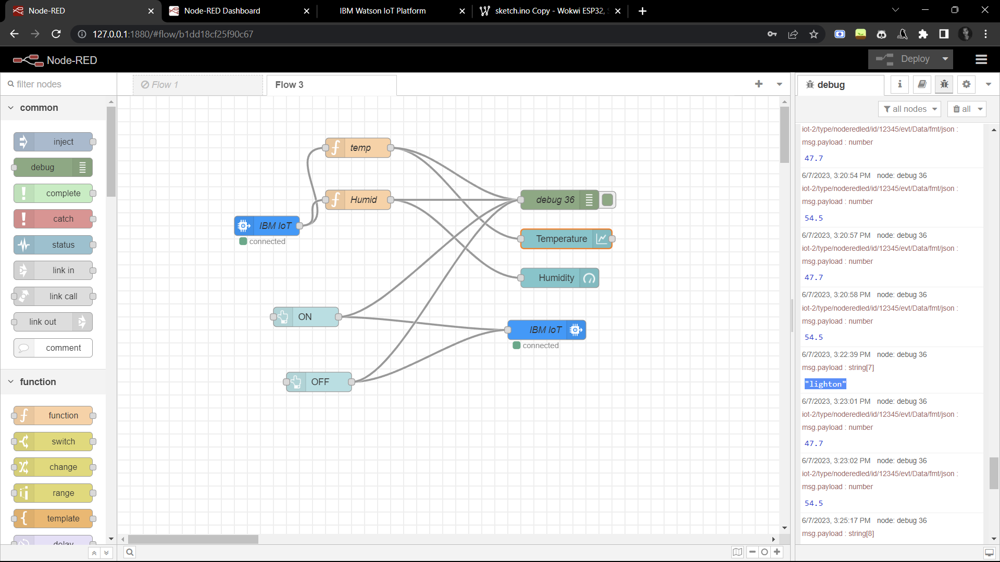 Node-RED
Node-RED Dashboard
IBM Watson IoT Platform
sketch.ino Copy - Wokwi ESP32,
127.0.0.1:1880/#flow/b1dd18cf25f90c67
Node-RED
Deploy
filter nodes
Flow 1
Flow 3
debug
all nodes
all
common
inject
debug
complete
catch
status
link in
link call
link out
comment
function
function
switch
change
range
template
delay
temp
Humid
IBM IoT
connected
debug 36
Temperature
Humidity
ON
IBM IoT
connected
OFF
iot-2/type/noderedled/id/12345/evt/Data/fmt/json :
msg.payload : number
47.7
6/7/2023, 3:20:54 PM node: debug 36
iot-2/type/noderedled/id/12345/evt/Data/fmt/json :
msg.payload : number
54.5
6/7/2023, 3:20:57 PM node: debug 36
iot-2/type/noderedled/id/12345/evt/Data/fmt/json :
msg.payload : number
47.7
6/7/2023, 3:20:58 PM node: debug 36
iot-2/type/noderedled/id/12345/evt/Data/fmt/json :
msg.payload : number
54.5
6/7/2023, 3:22:39 PM node: debug 36
msg.payload : string[7]
"lighton"
6/7/2023, 3:23:01 PM node: debug 36
iot-2/type/noderedled/id/12345/evt/Data/fmt/json :
msg.payload : number
47.7
6/7/2023, 3:23:02 PM node: debug 36
iot-2/type/noderedled/id/12345/evt/Data/fmt/json :
msg.payload : number
54.5
6/7/2023, 3:25:17 PM node: debug 36
msg.payload : string[8]